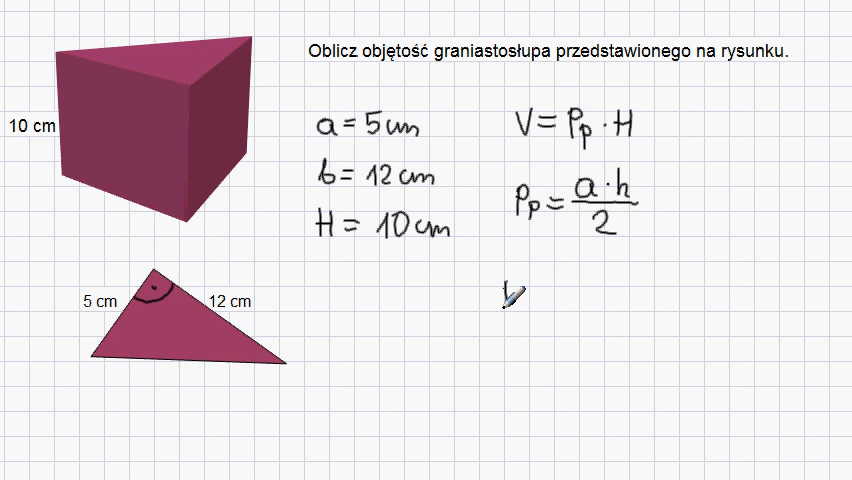 Oblicz objętość graniastosłupa przedstawionego na rysunku.
10 cm
a = 5 cm
b = 12 cm
H = 10 cm
V = Pp · H
Pp = a · h / 2
5 cm
12 cm